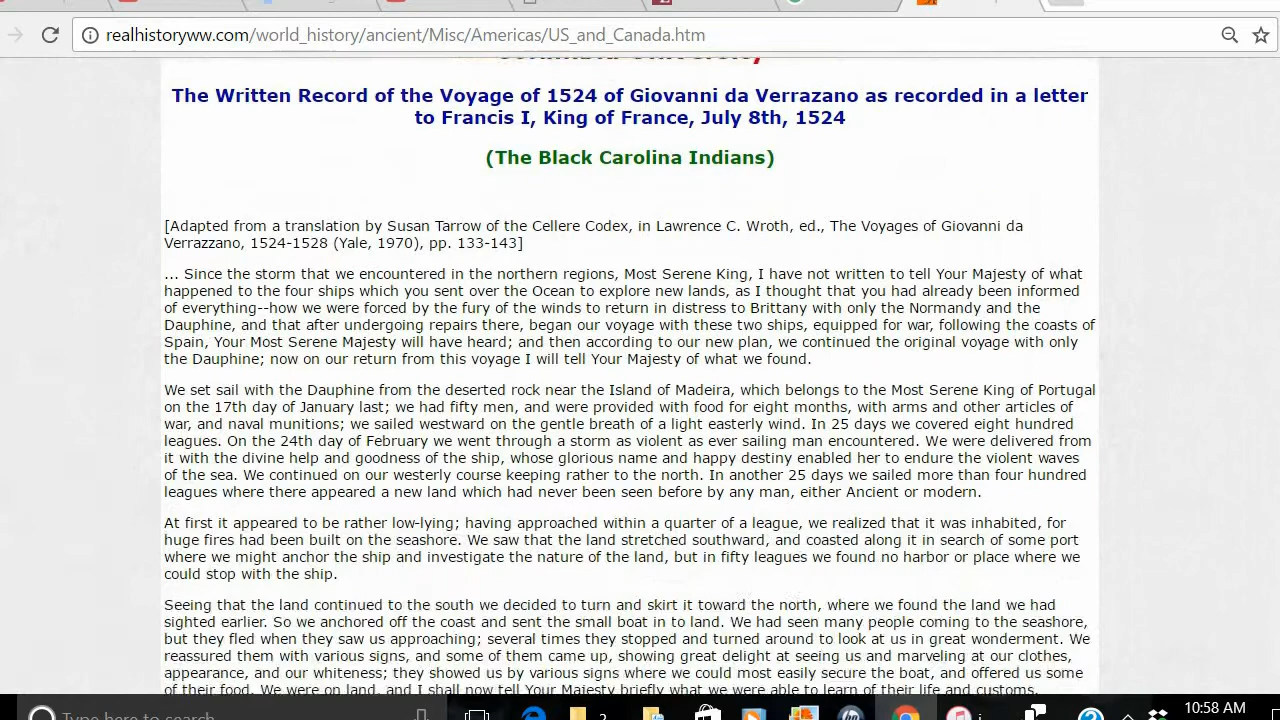 realhistoryww.com/world_history/ancient/Misc/Americas/US_and_Canada.htm
The Written Record of the Voyage of 1524 of Giovanni da Verrazano as recorded in a letter
to Francis I, King of France, July 8th, 1524
(The Black Carolina Indians)
[Adapted from a translation by Susan Tarrow of the Cellere Codex, in Lawrence C. Wroth, ed., The Voyages of Giovanni da
Verrazzano, 1524-1528 (Yale, 1970), pp. 133-143]
... Since the storm that we encountered in the northern regions, Most Serene King, I have not written to tell Your Majesty of what
happened to the four ships which you sent over the Ocean to explore new lands, as I thought that you had already been informed
of everything--how we were forced by the fury of the winds to return in distress to Brittany with only the Normandy and the
Dauphine, and that after undergoing repairs there, began our voyage with these two ships, equipped for war, following the coasts of
Spain, Your Most Serene Majesty will have heard; and then according to our new plan, we continued the original voyage with only
the Dauphine; now on our return from this voyage I will tell Your Majesty of what we found.
We set sail with the Dauphine from the deserted rock near the Island of Madeira, which belongs to the Most Serene King of Portugal
on the 17th day of January last; we had fifty men, and were provided with food for eight months, with arms and other articles of
war, and naval munitions; we sailed westward on the gentle breath of a light easterly wind. In 25 days we covered eight hundred
leagues. On the 24th day of February we went through a storm as violent as ever sailing man encountered. We were delivered from
it with the divine help and goodness of the ship, whose glorious name and happy destiny enabled her to endure the violent waves
of the sea. We continued on our westerly course keeping rather to the north. In another 25 days we sailed more than four hundred
leagues where there appeared a new land which had never been seen before by any man, either Ancient or modern.
At first it appeared to be rather low-lying; having approached within a quarter of a league, we realized that it was inhabited, for
huge fires had been built on the seashore. We saw that the land stretched southward, and coasted along it in search of some port
where we might anchor the ship and investigate the nature of the land, but in fifty leagues we found no harbor or place where we
could stop with the ship.
Seeing that the land continued to the south we decided to turn and skirt it toward the north, where we found the land we had
sighted earlier. So we anchored off the coast and sent the small boat in to land. We had seen many people coming to the seashore,
but they fled when they saw us approaching; several times they stopped and turned around to look at us in great wonderment. We
reassured them with various signs, and some of them came up, showing great delight at seeing us and marveling at our clothes,
appearance, and our whiteness; they showed us by various signs where we could most easily secure the boat, and offered us some
of their food. We were on land, and I shall now tell Your Majesty briefly what we were able to learn of their life and customs.
Type here to search
10:58 AM